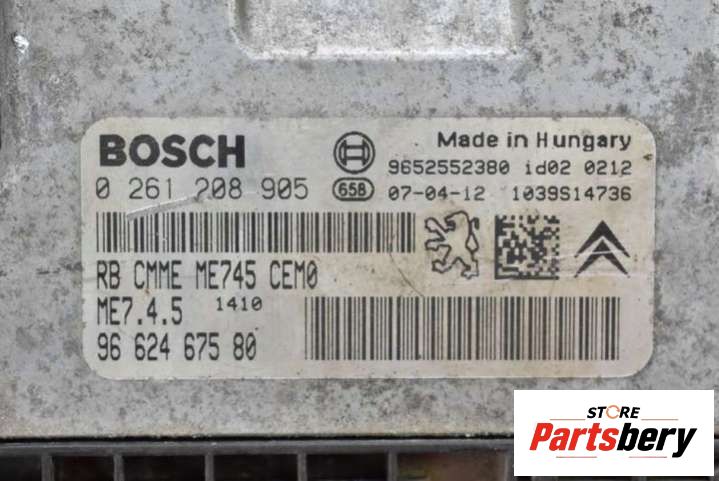 BOSCH
Made in Hungary
9652552380 id02 0212
0 261 208 905
658
07-04-12 1039S14736
RB CMME ME745 CEM0
ME7.4.5 1410
96 624 675 80
STORE
Partsbery